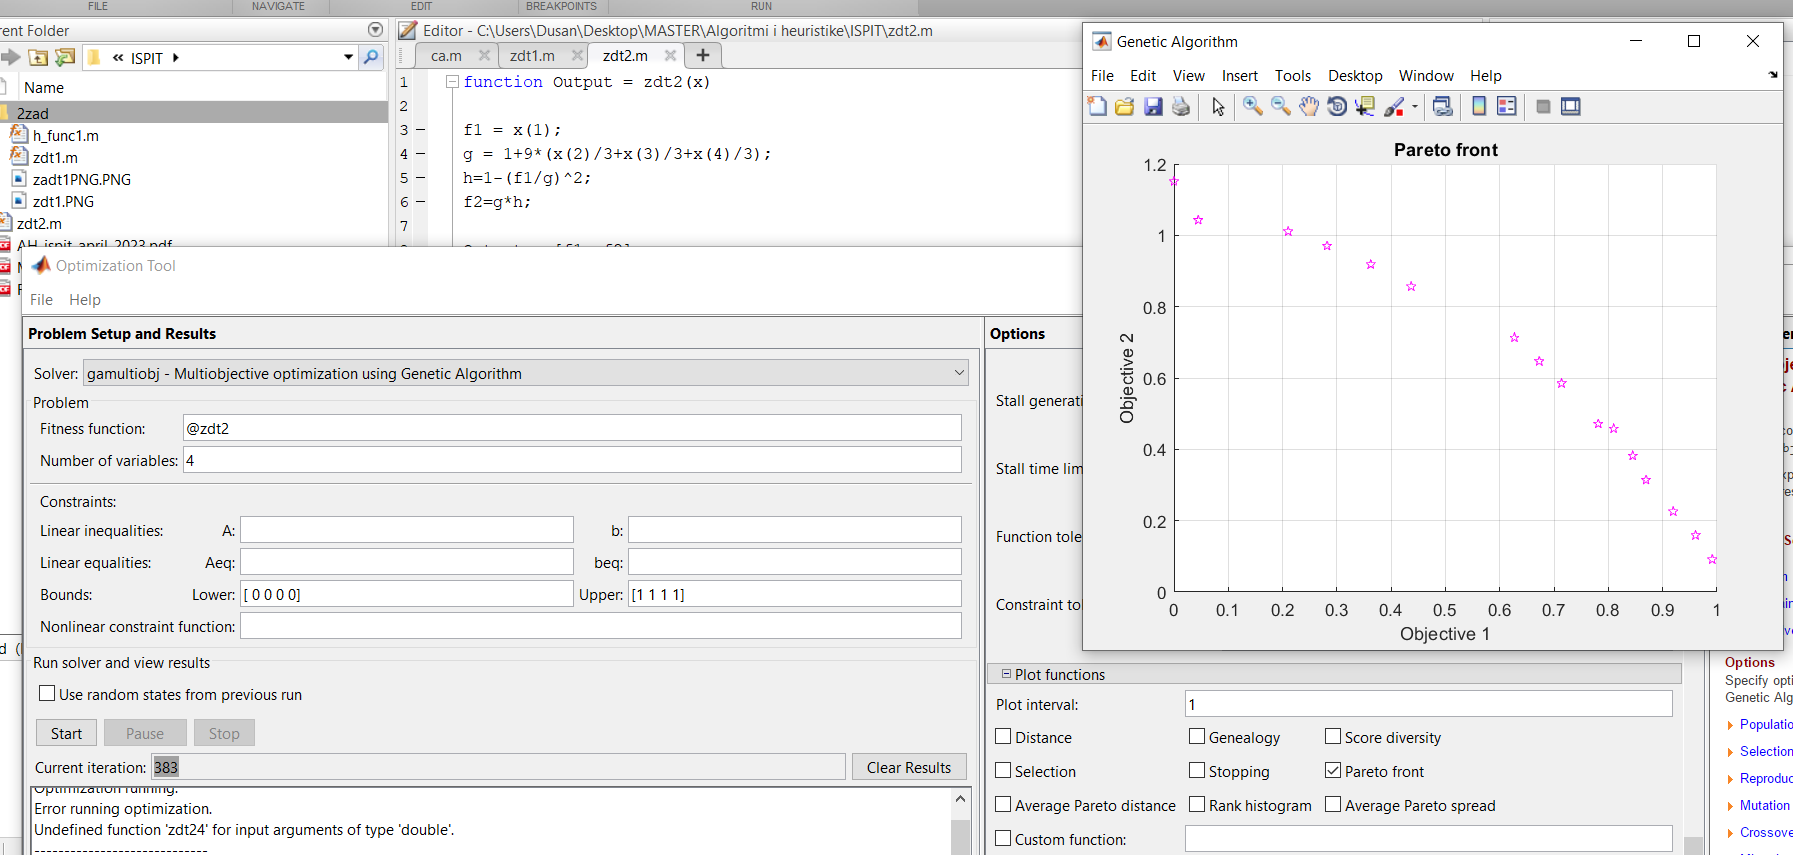 FILE
NAVIGATE
EDIT
BREAKPOINTS
RUN
rent Folder
« ISPIT
Name
2zad
h_func1.m
zdt1.m
zadt1PNG.PNG
zdt1.PNG
zdt2.m
AH_ispit_april_2023.pdf
Editor - C:\Users\Dusan\Desktop\MASTER\Algoritmi i heuristike\ISPIT\zdt2.m
ca.m
zdt1.m
zdt2.m
1 function Output = zdt2(x)
2
3 – f1 = x(1);
4 – g = 1+9*(x(2)/3+x(3)/3+x(4)/3);
5 – h=1-(f1/g)^2;
6 – f2=g*h;
7
Genetic Algorithm
File Edit View Insert Tools Desktop Window Help
Pareto front
1.2
1
0.8
0.6
0.4
0.2
0
Objective 2
0 0.1 0.2 0.3 0.4 0.5 0.6 0.7 0.8 0.9 1
Objective 1
Optimization Tool
File Help
Problem Setup and Results
Solver: gamultiobj - Multiobjective optimization using Genetic Algorithm
Problem
Fitness function: @zdt2
Number of variables: 4
Constraints:
Linear inequalities: A: b:
Linear equalities: Aeq: beq:
Bounds: Lower: [ 0 0 0 0] Upper: [1 1 1 1]
Nonlinear constraint function:
Run solver and view results
Use random states from previous run
Start Pause Stop
Current iteration: 383 Clear Results
Optimization running.
Error running optimization.
Undefined function 'zdt24' for input arguments of type 'double'.
----------------------------
Options
Stall generati
Stall time lim
Function tole
Constraint to
Plot functions
Plot interval: 1
Distance Genealogy Score diversity
Selection Stopping Pareto front
Average Pareto distance Rank histogram Average Pareto spread
Custom function:
Options
Specify opti
Genetic Alg
Populatio
Selection
Reproduc
Mutation
Crossove